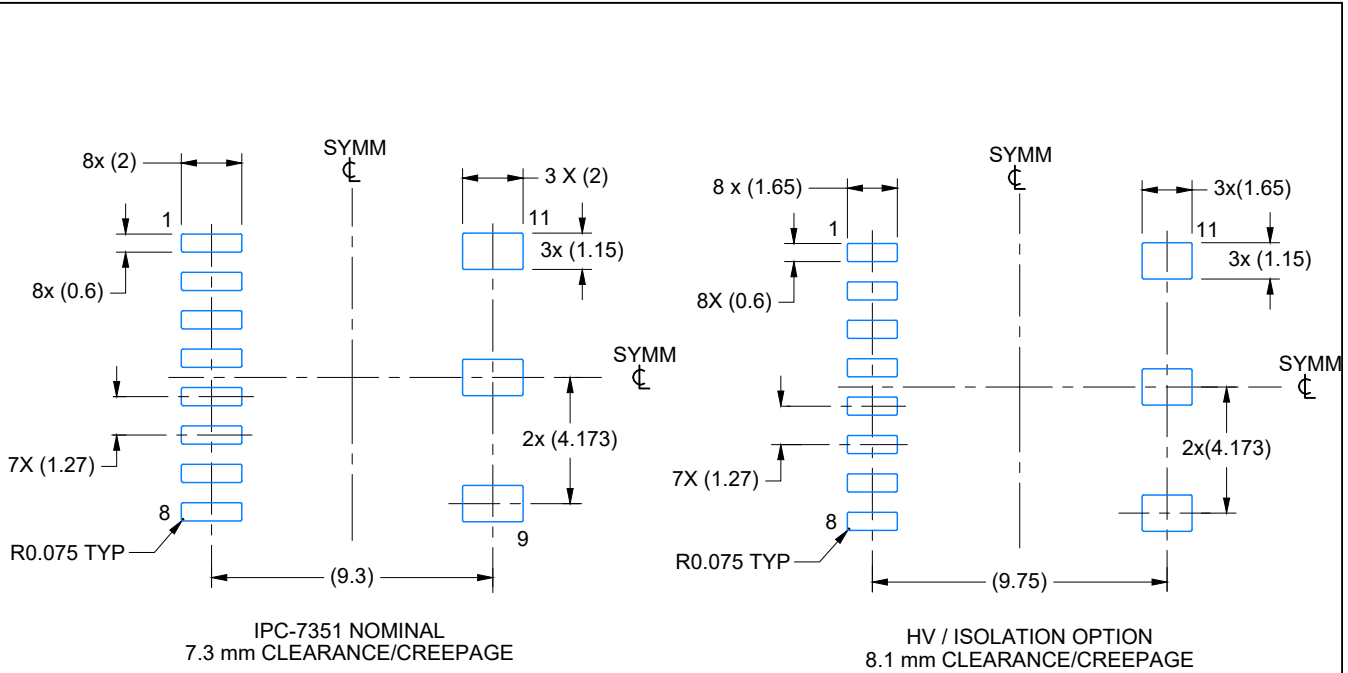 SYMM
℄
8x (2)
3 X (2)
1
11
3x (1.15)
8x (0.6)
SYMM
℄
2x (4.173)
7X (1.27)
8
9
R0.075 TYP
(9.3)
IPC-7351 NOMINAL
7.3 mm CLEARANCE/CREEPAGE
SYMM
℄
8 x (1.65)
3x(1.65)
1
11
3x (1.15)
8X (0.6)
SYMM
℄
2x(4.173)
7X (1.27)
8
R0.075 TYP
(9.75)
HV / ISOLATION OPTION
8.1 mm CLEARANCE/CREEPAGE